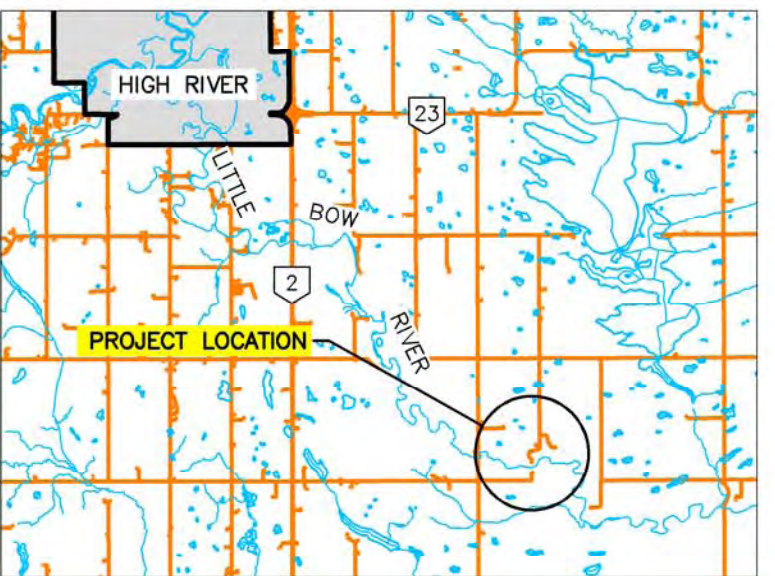 HIGH RIVER
23
LITTLE
BOW
2
RIVER
PROJECT LOCATION